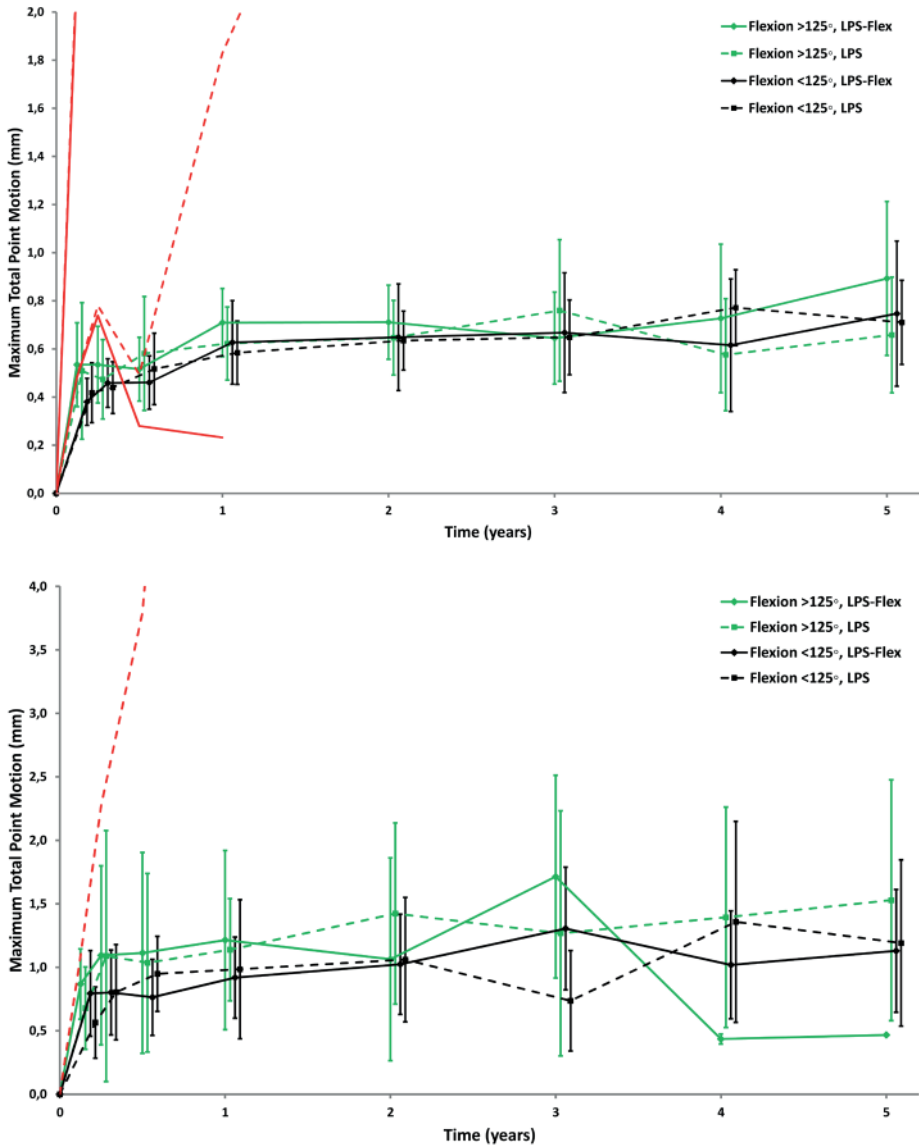 Maximum Total Point Motion (mm)
2,0
1,8
1,6
1,4
1,2
1,0
0,8
0,6
0,4
0,2
0,0
0 1 2 3 4 5
Time (years)
Flexion >125◦, LPS-Flex
Flexion >125◦, LPS
Flexion <125◦, LPS-Flex
Flexion <125◦, LPS
Maximum Total Point Motion (mm)
4,0
3,5
3,0
2,5
2,0
1,5
1,0
0,5
0,0
0 1 2 3 4 5
Time (years)
Flexion >125◦, LPS-Flex
Flexion >125◦, LPS
Flexion <125◦, LPS-Flex
Flexion <125◦, LPS